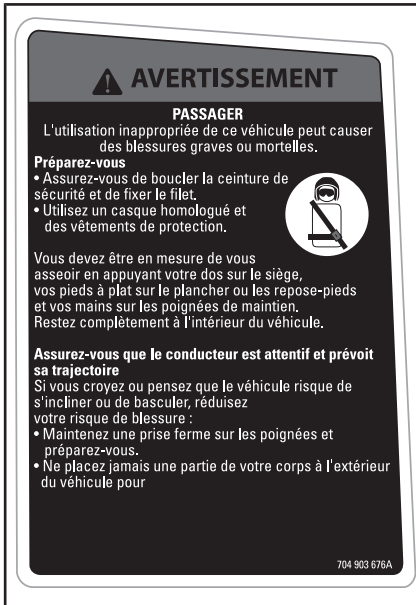 AVERTISSEMENT
PASSAGER
L'utilisation inappropriée de ce véhicule peut causer
des blessures graves ou mortelles.
Préparez-vous
• Assurez-vous de boucler la ceinture de
sécurité et de fixer le filet.
• Utilisez un casque homologué et
des vêtements de protection.
Vous devez être en mesure de vous
asseoir en appuyant votre dos sur le siège,
vos pieds à plat sur le plancher ou les repose-pieds
et vos mains sur les poignées de maintien.
Restez complètement à l'intérieur du véhicule.
Assurez-vous que le conducteur est attentif et prévoit
sa trajectoire
Si vous croyez ou pensez que le véhicule risque de
s'incliner ou de basculer, réduisez
votre risque de blessure :
• Maintenez une prise ferme sur les poignées et
préparez-vous.
• Ne placez jamais une partie de votre corps à l'extérieur
du véhicule pour
704 903 676A